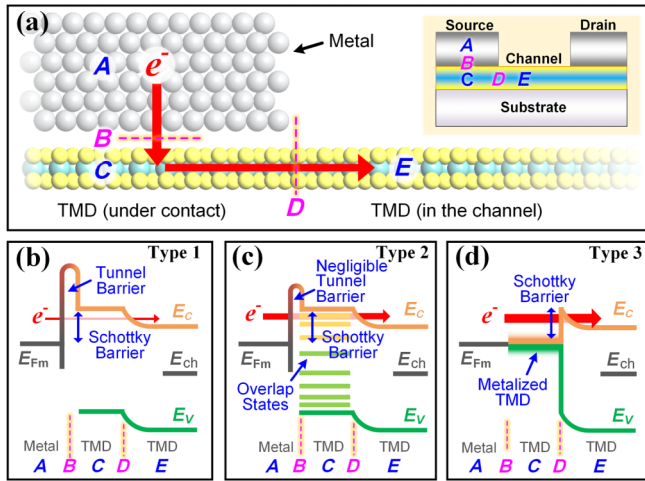 (a)
Metal
A
e-
B
C
D
E
TMD (under contact)
TMD (in the channel)
Source
Drain
A
B
Channel
C D E
Substrate
(b)
Type 1
Tunnel
Barrier
e-
Ec
Schottky
Barrier
EFm
Ech
EV
Metal TMD TMD
A B C D E
(c)
Type 2
Negligible
Tunnel
Barrier
e-
Ec
Schottky
Barrier
EFm
Ech
Overlap
States
EV
Metal TMD TMD
A B C D E
(d)
Type 3
Schottky
Barrier
e-
Ec
EFm
Ech
Metalized
TMD
EV
Metal TMD TMD
A B C D E